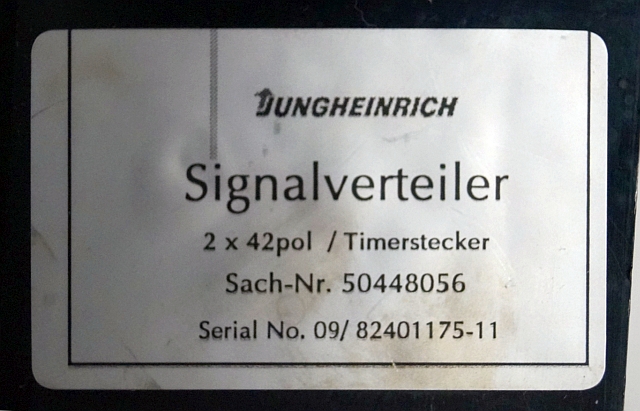 JUNGHEINRICH
Signalverteiler
2 x 42pol / Timerstecker
Sach-Nr. 50448056
Serial No. 09/ 82401175-11